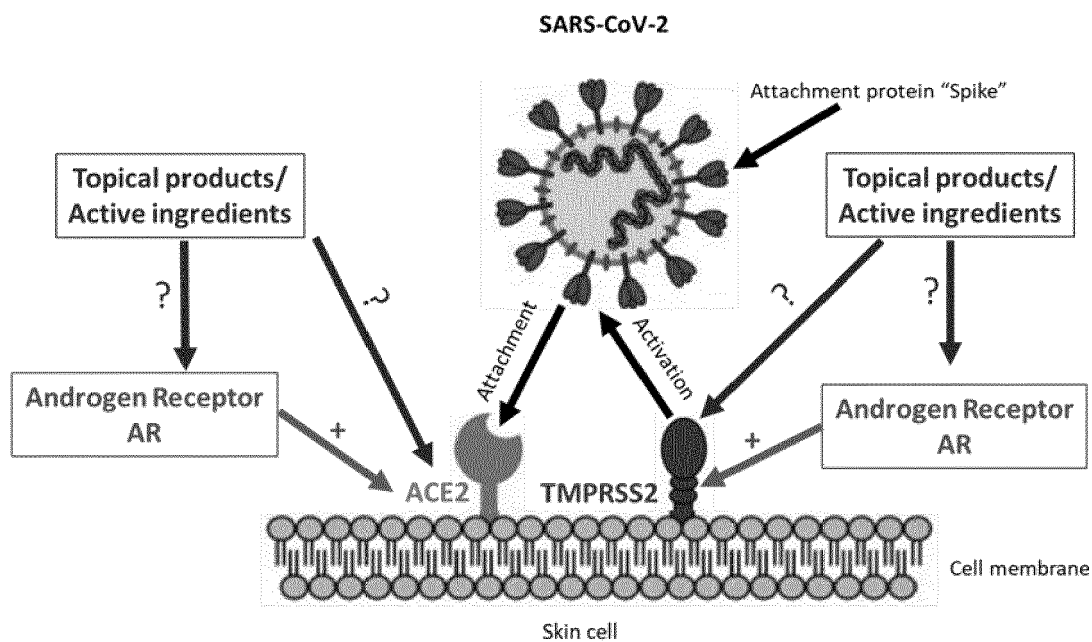 SARS-CoV-2
Attachment protein “Spike”
Topical products/
Active ingredients
Topical products/
Active ingredients
?
?
?
?
Attachment
Activation
Androgen Receptor
AR
Androgen Receptor
AR
+
+
ACE2
TMPRSS2
Cell membrane
Skin cell